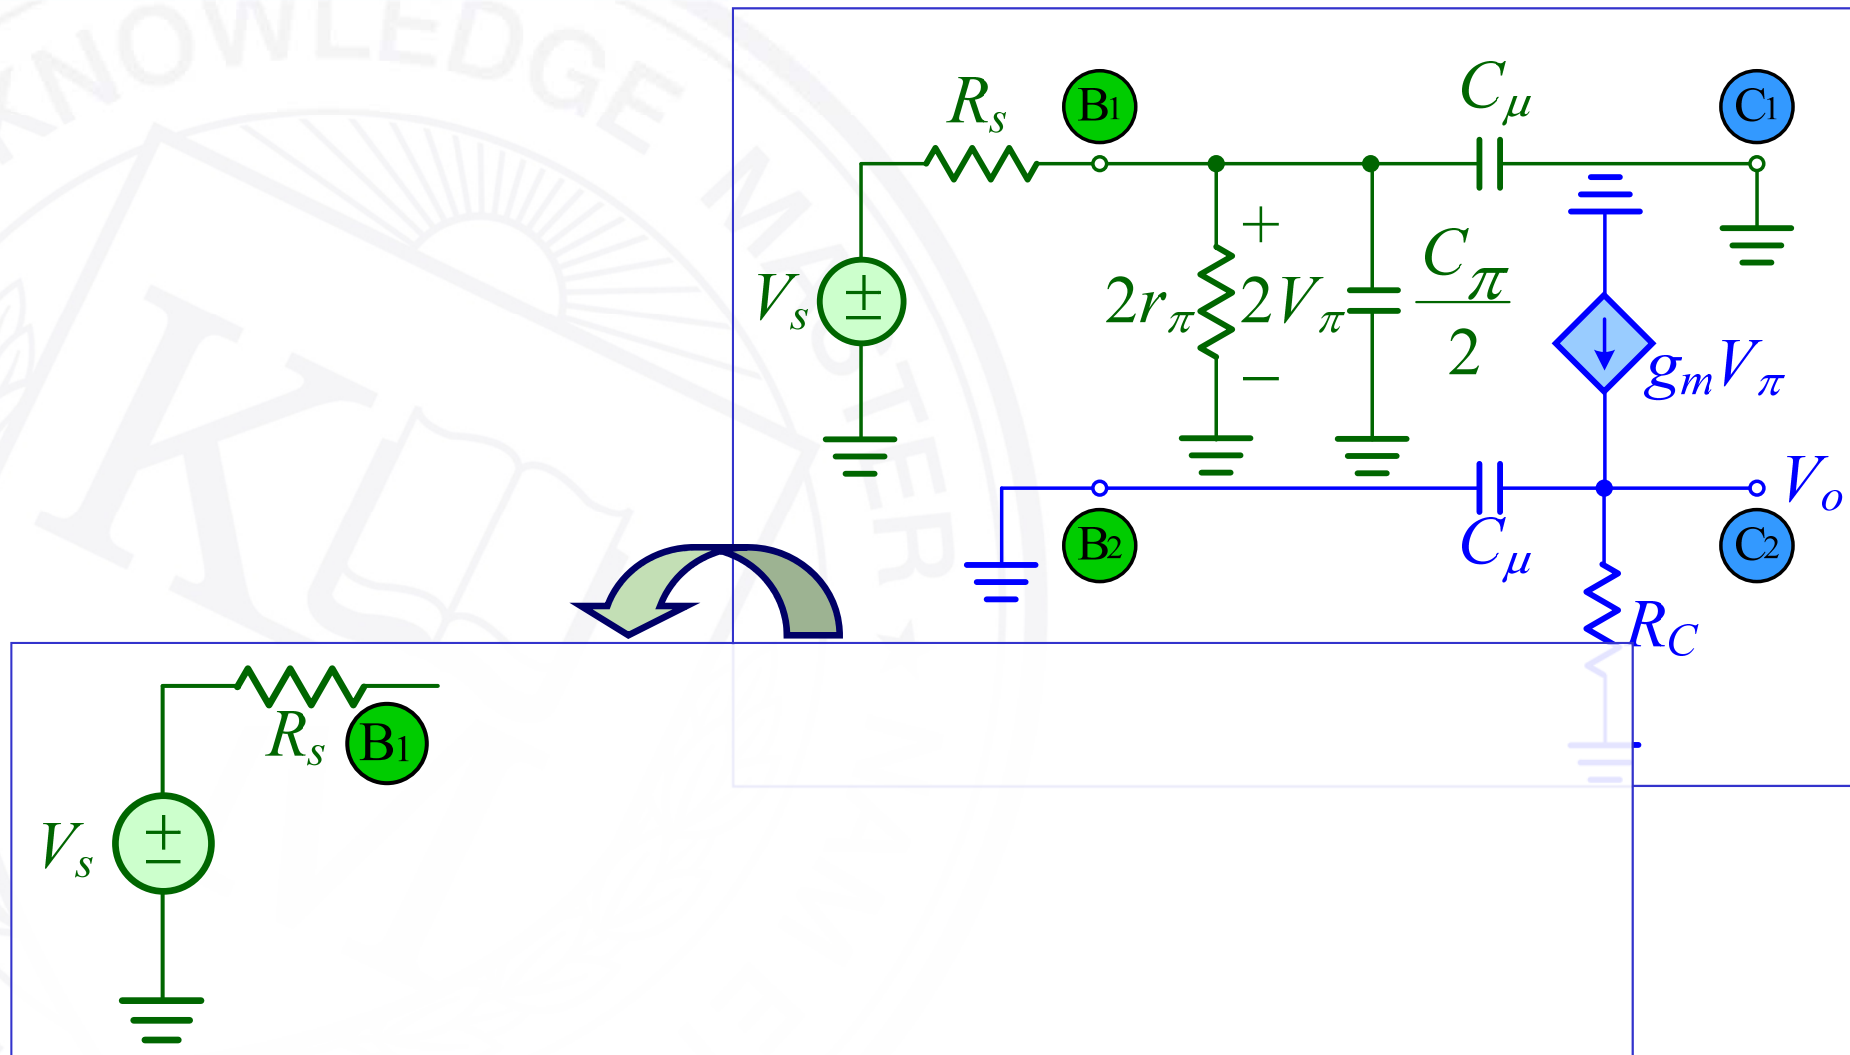 KNOWLEDGE MASTER
K
R_s
B1
C_μ
C1
V_s
+
−
2r_π
+
2V_π
−
C_π
2
g_m V_π
B2
C_μ
V_o
C2
R_C
R_s
B1
V_s
+
−